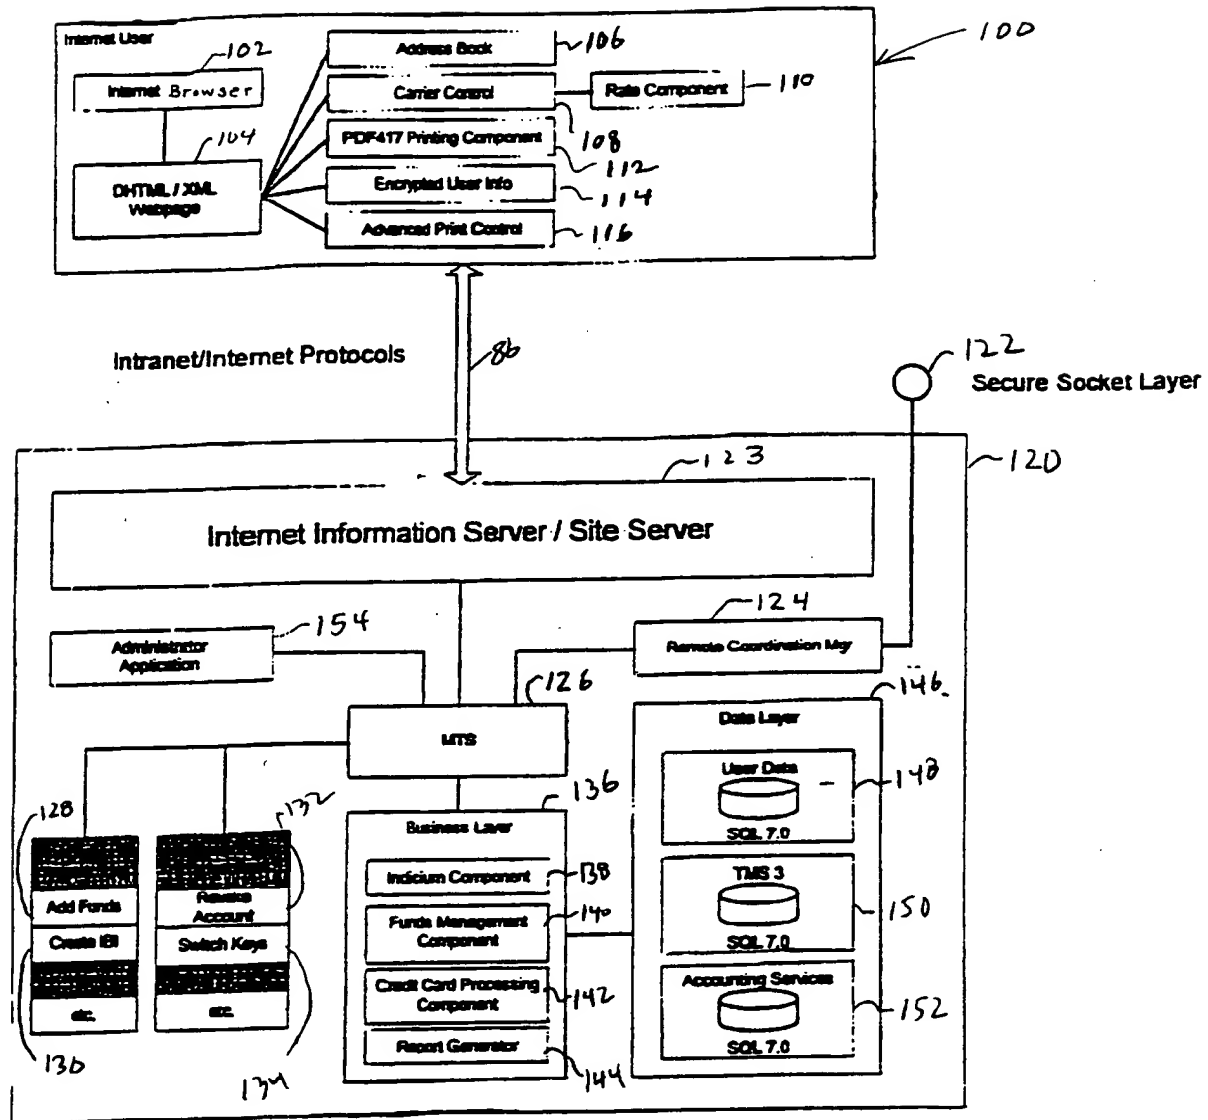 Internet User
102
Internet Browser
104
DHTML / XML
Webpage
Address Book
106
Carrier Control
108
Rate Component
110
PDF417 Printing Component
112
Encrypted User Info
114
Advanced Print Control
116
100
Intranet/Internet Protocols
86
122
Secure Socket Layer
120
123
Internet Information Server / Site Server
154
Administrator
Application
124
Remote Coordination Mgr
126
MTS
146
Data Layer
User Data
SQL 7.0
148
TMS 3
SQL 7.0
150
Accounting Services
SQL 7.0
152
128
Add Funds
Create IBI
etc.
130
132
Account
Switch Keys
etc.
134
136
Business Layer
Indicium Component
138
Funds Management
Component
140
Credit Card Processing
Component
142
Report Generator
144